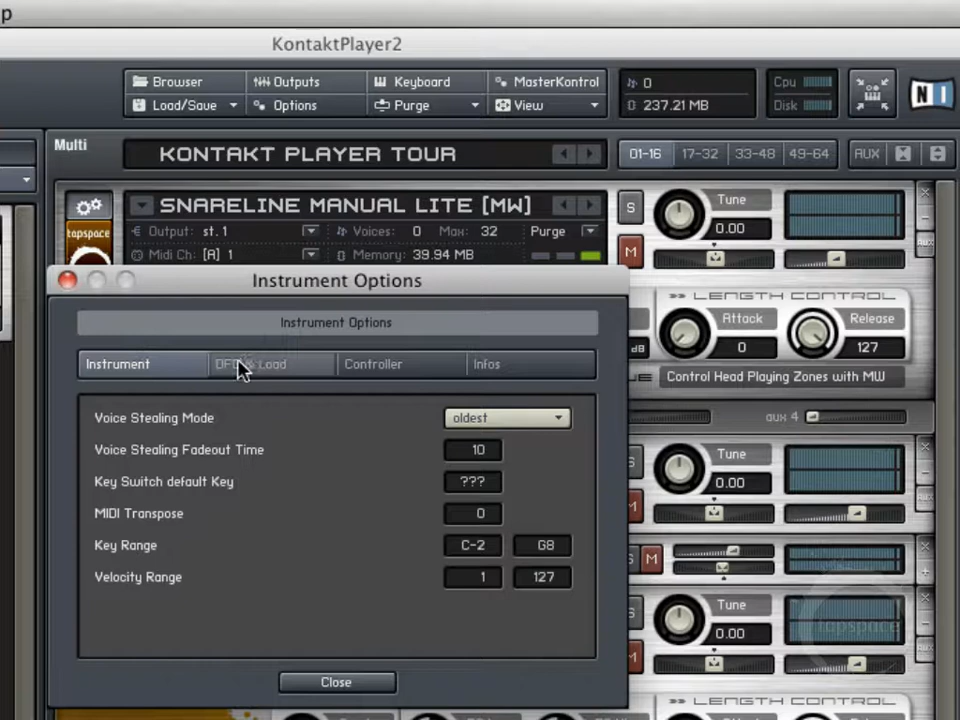 p
KontaktPlayer2
Browser Outputs Keyboard MasterKontrol 0 Cpu
Load/Save Options Purge View 237.21 MB Disk NI
Multi KONTAKT PLAYER TOUR 01-16 17-32 33-48 49-64 AUX
SNARELINE MANUAL LITE [MW] S Tune
tapspace Output: st. 1 Voices: 0 Max: 32 Purge 0.00 aux
Midi Ch: [A] 1 Memory: 39.94 MB M
Instrument Options
LENGTH CONTROL
Instrument Options Attack Release
dB 0 127
Instrument Load Controller Infos
Control Head Playing Zones with MW
Voice Stealing Mode oldest aux 4
Voice Stealing Fadeout Time 10 Tune
Key Switch default Key ??? 0.00
MIDI Transpose 0
Key Range C-2 G8 M
Velocity Range 1 127
Tune
0.00 tapspace
Close
LENGTH CONTROL